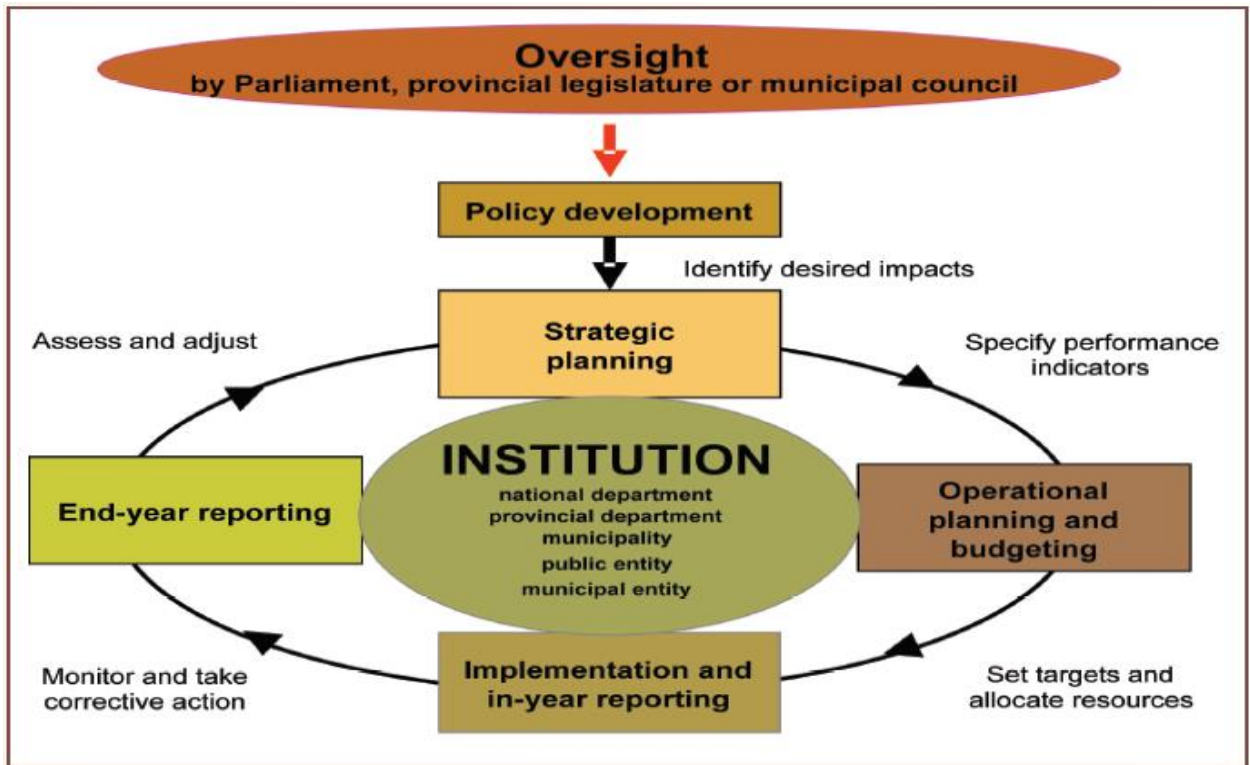 Oversight
by Parliament, provincial legislature or municipal council
Policy development
Identify desired impacts
Strategic
planning
Assess and adjust
Specify performance
indicators
INSTITUTION
national department
provincial department
municipality
public entity
municipal entity
End-year reporting
Operational
planning and
budgeting
Implementation and
in-year reporting
Monitor and take
corrective action
Set targets and
allocate resources